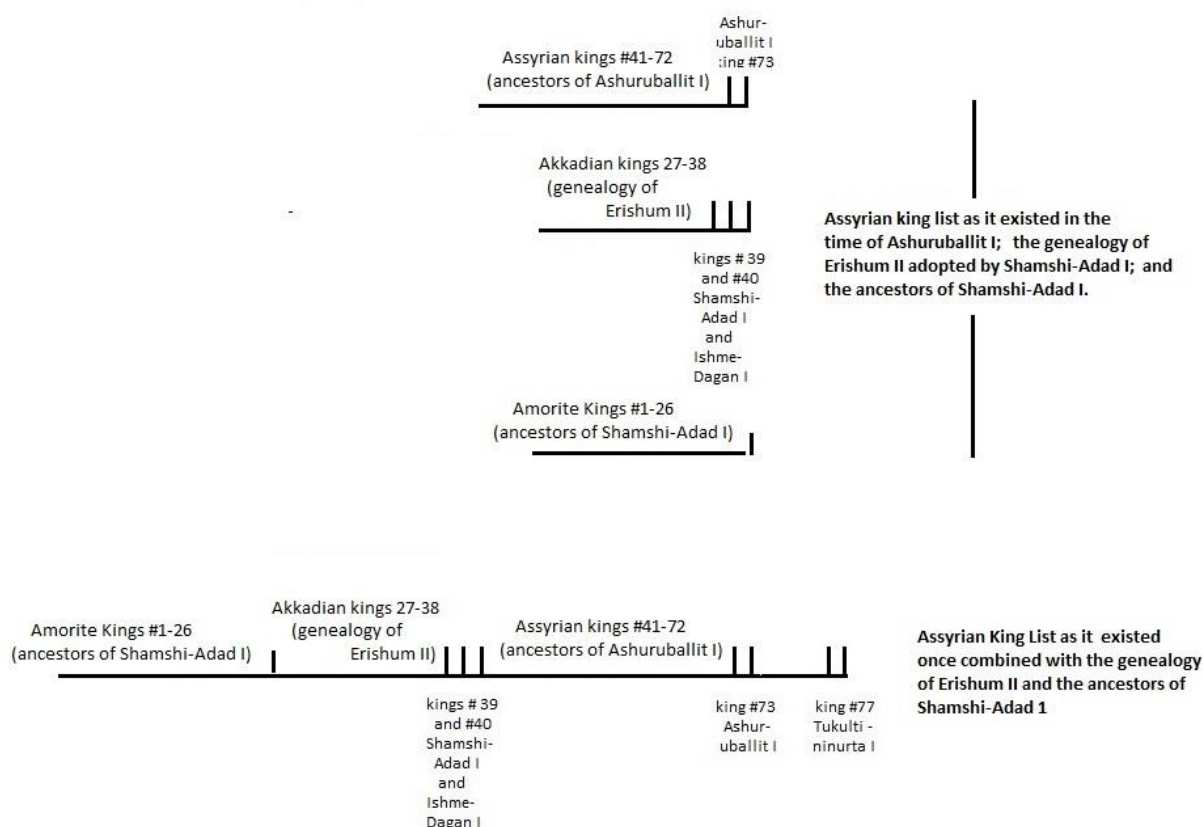 Ashur-
uballit I
:ing #73
Assyrian kings #41-72
(ancestors of Ashuruballit I)
Akkadian kings 27-38
(genealogy of
Erishum II)
kings # 39
and #40
Shamshi-
Adad I
and
Ishme-
Dagan I
Amorite Kings #1-26
(ancestors of Shamshi-Adad I)
Assyrian king list as it existed in the
time of Ashuruballit I; the genealogy of
Erishum II adopted by Shamshi-Adad I; and
the ancestors of Shamshi-Adad I.
Amorite Kings #1-26
(ancestors of Shamshi-Adad I)
Akkadian kings 27-38
(genealogy of
Erishum II)
Assyrian kings #41-72
(ancestors of Ashuruballit I)
kings # 39
and #40
Shamshi-
Adad I
and
Ishme-
Dagan I
king #73
Ashur-
uballit I
king #77
Tukulti -
ninurta I
Assyrian King List as it existed
once combined with the genealogy
of Erishum II and the ancestors of
Shamshi-Adad 1